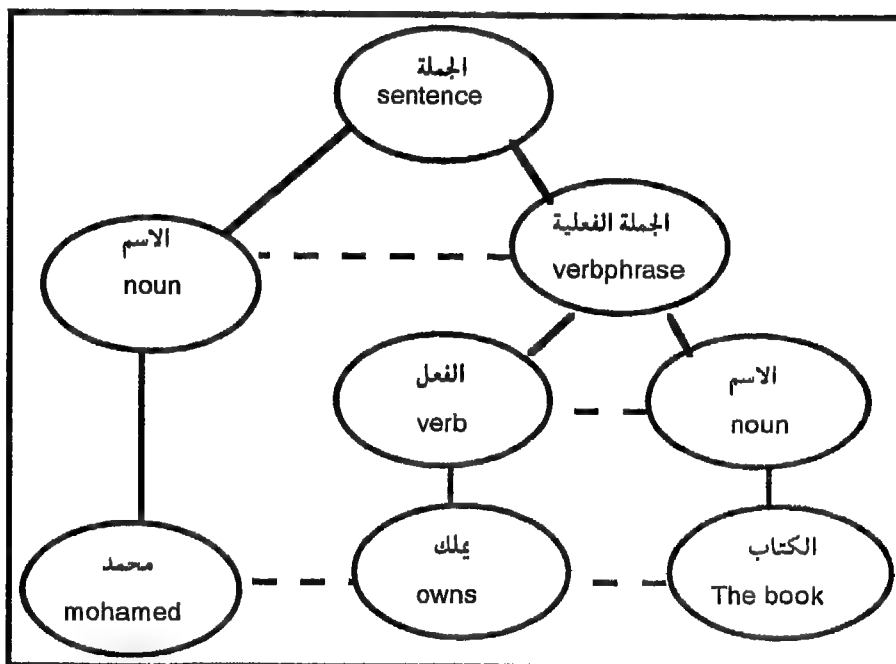 الجملة
sentence
الجملة الفعلية
verbphrase
الاسم
noun
الفعل
verb
الاسم
noun
محمد
mohamed
يملك
owns
الكتاب
The book